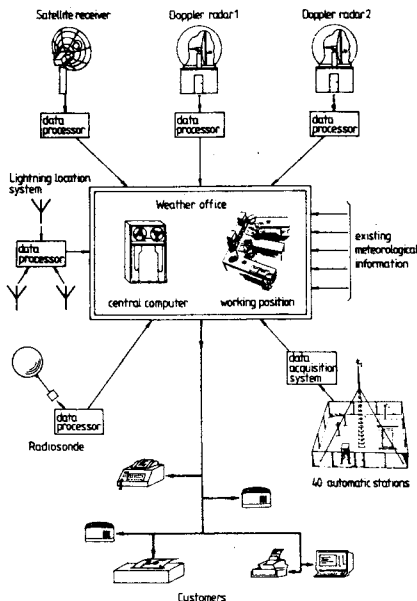 Satellite receiver
Doppler radar 1
Doppler radar 2
data
processor
data
processor
data
processor
Lightning location
system
data
processor
Weather office
central computer
working position
existing
meteorological
information
data
processor
Radiosonde
data
acquisition
system
40 automatic stations
Customers